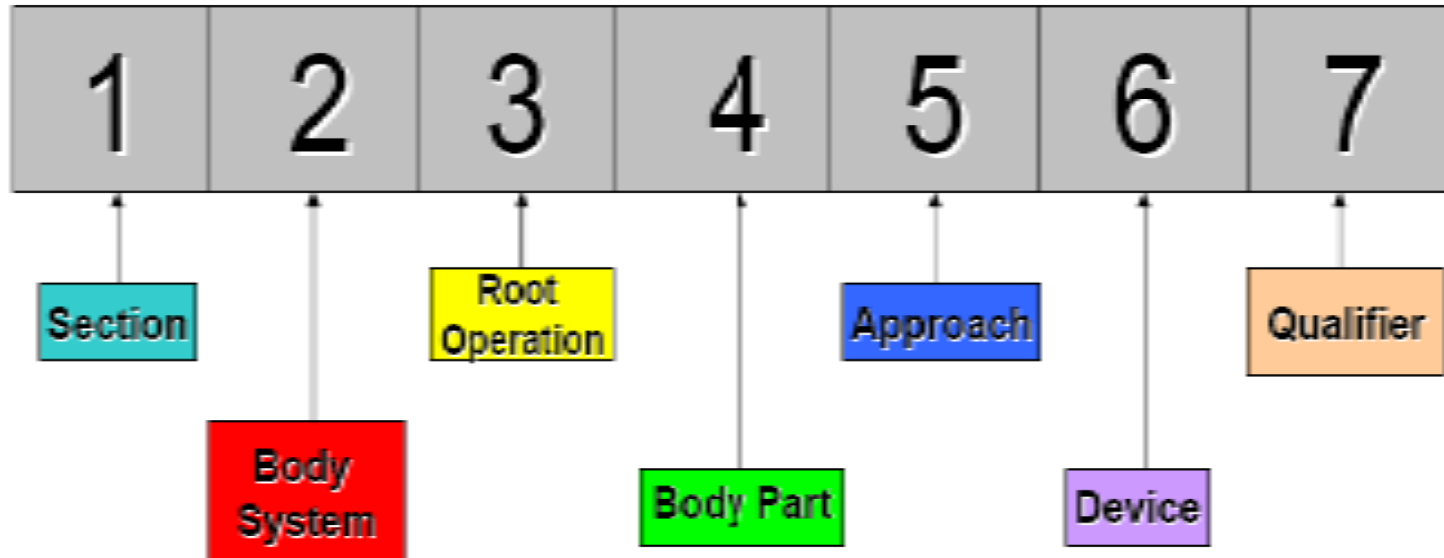 1 2 3 4 5 6 7
Section
Root
Operation
Approach
Qualifier
Body
System
Body Part
Device